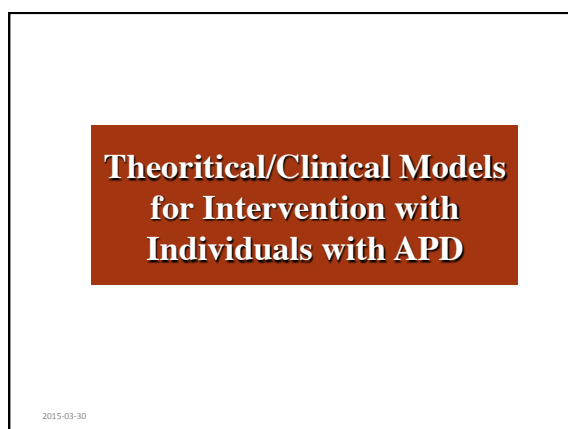 Theoritical/Clinical Models
for Intervention with
Individuals with APD
2015-03-30